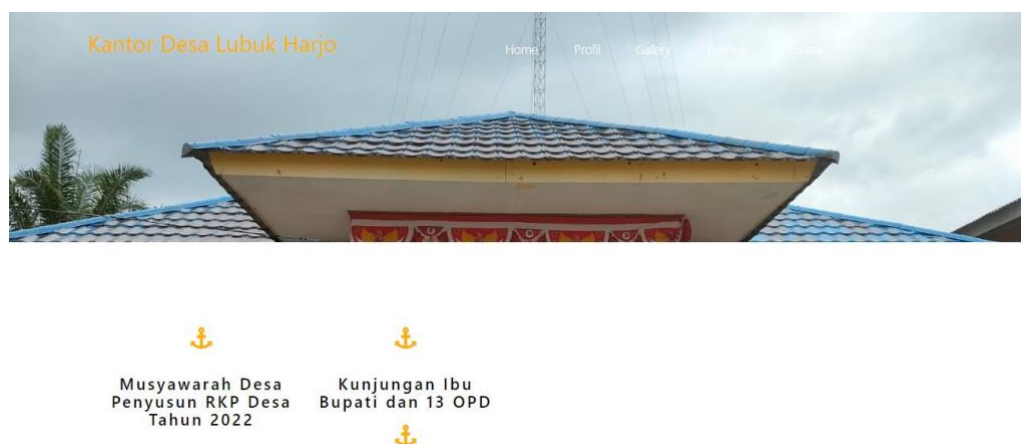 Kantor Desa Lubuk Harjo
Home Profil Galery
Musyawarah Desa
Penyusun RKP Desa
Tahun 2022
Kunjungan Ibu
Bupati dan 13 OPD